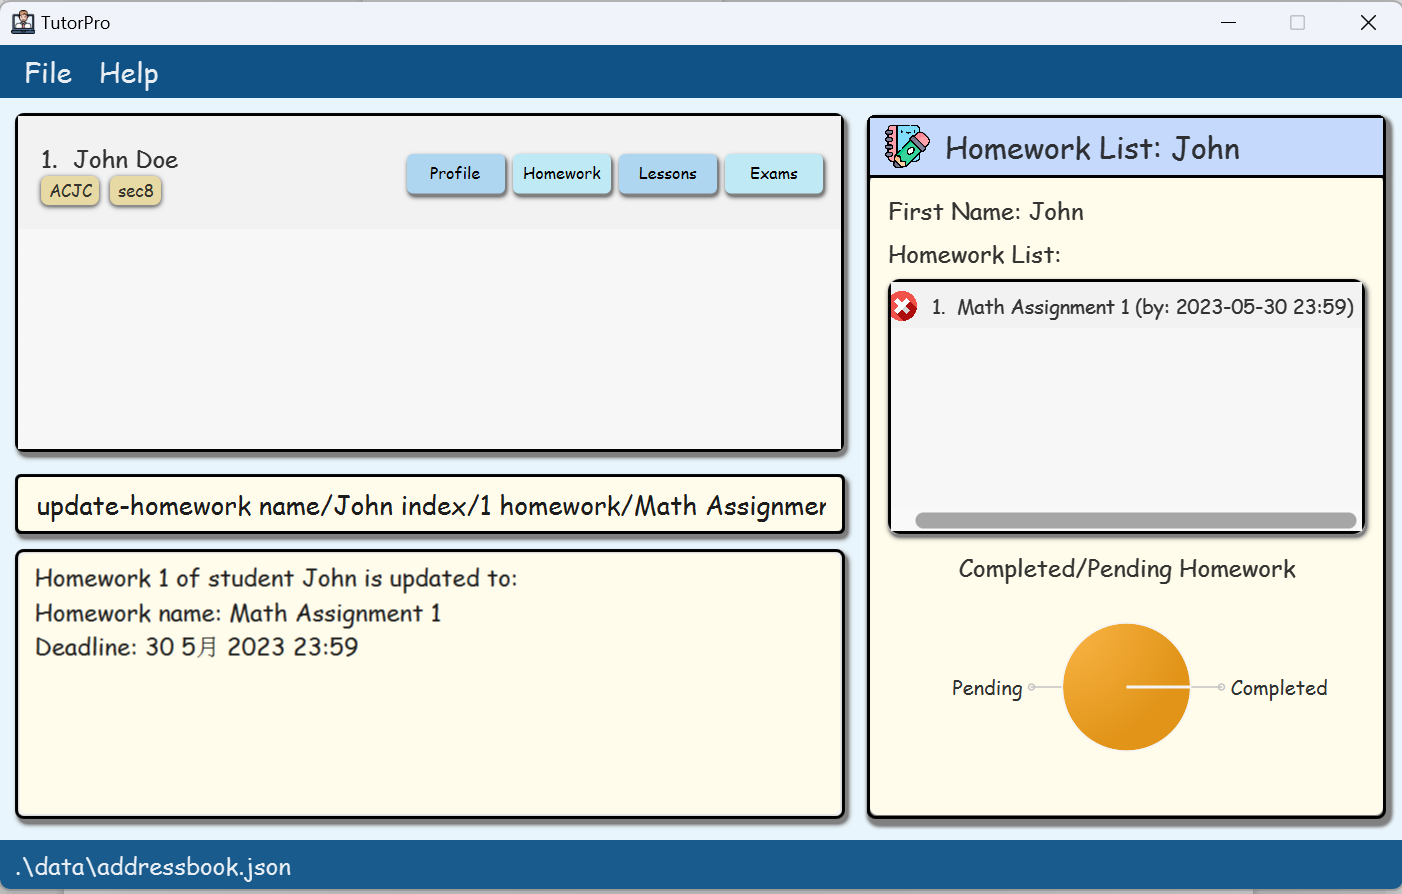 TutorPro
File Help
1. John Doe
ACJC sec8
Profile Homework Lessons Exams
update-homework name/John index/1 homework/Math Assignmen
Homework 1 of student John is updated to:
Homework name: Math Assignment 1
Deadline: 30 5月 2023 23:59
Homework List: John
First Name: John
Homework List:
1. Math Assignment 1 (by: 2023-05-30 23:59)
Completed/Pending Homework
Pending Completed
.\data\addressbook.json